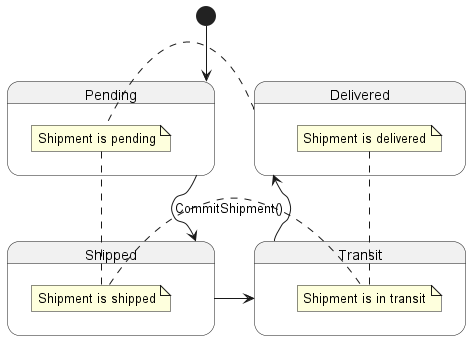 Pending
Delivered
Shipment is pending
Shipment is delivered
CommitShipment()
Shipped
Transit
Shipment is shipped
Shipment is in transit